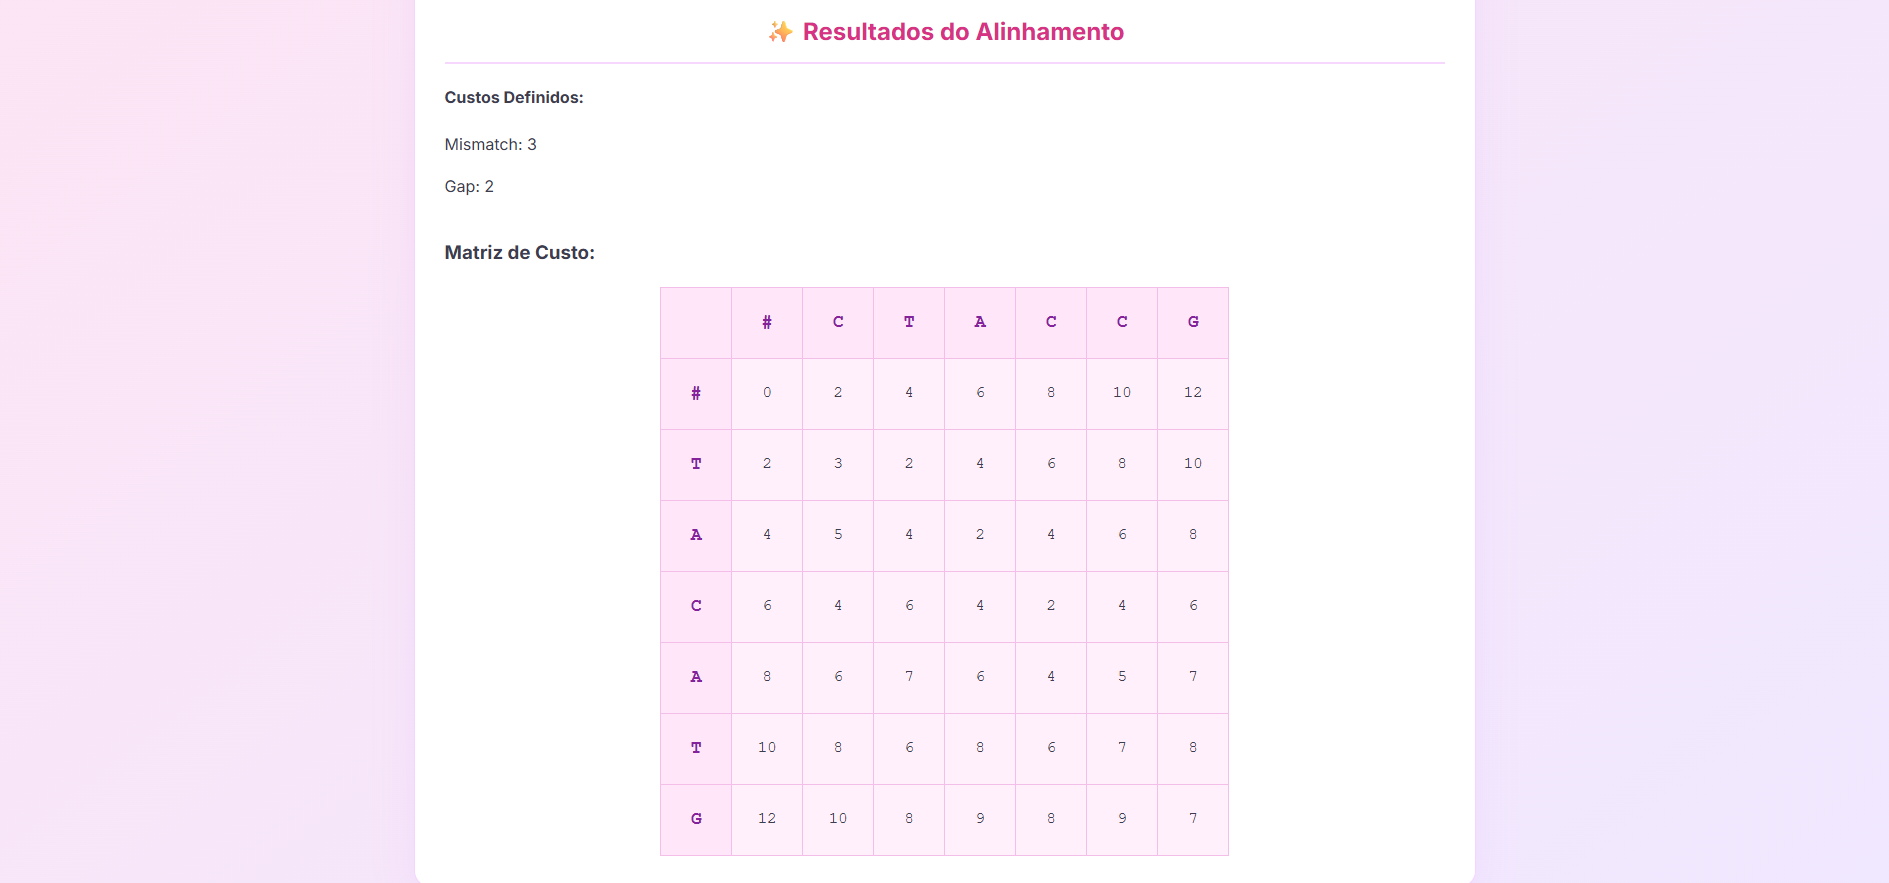 ✨ Resultados do Alinhamento
Custos Definidos:
Mismatch: 3
Gap: 2
Matriz de Custo:
# C T A C C G
# 0 2 4 6 8 10 12
T 2 3 2 4 6 8 10
A 4 5 4 2 4 6 8
C 6 4 6 4 2 4 6
A 8 6 7 6 4 5 7
T 10 8 6 8 6 7 8
G 12 10 8 9 8 9 7